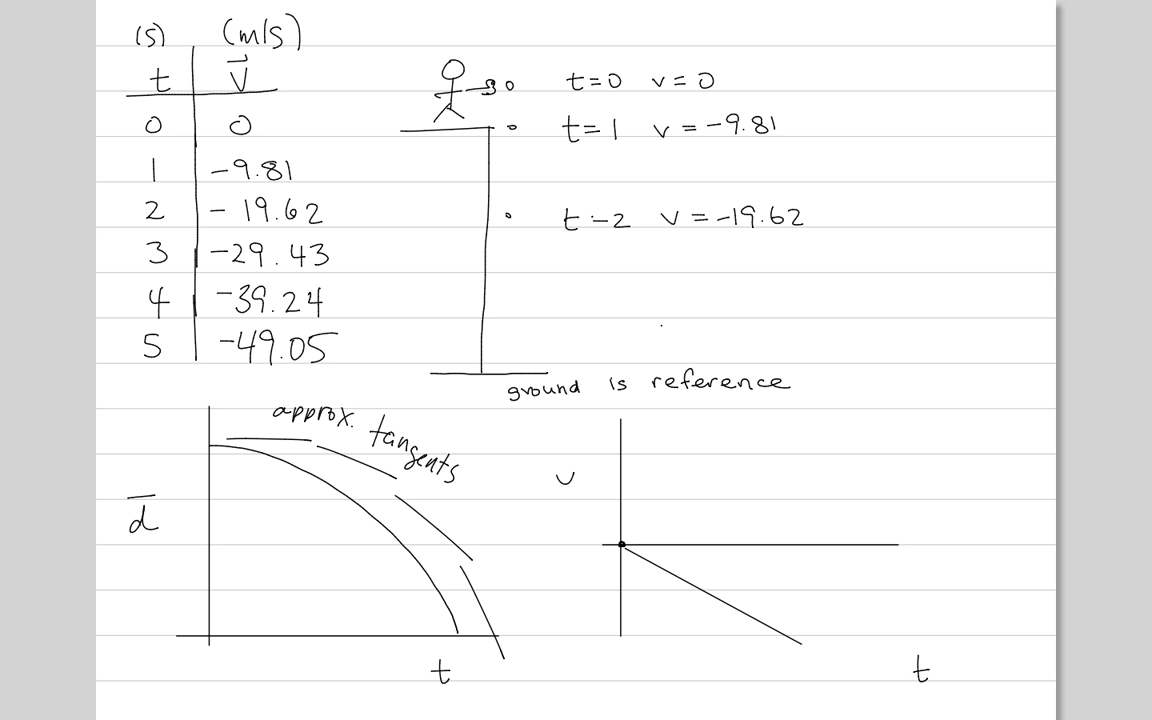 (s) (m/s)
t v⃗
0 0
1 -9.81
2 - 19.62
3 -29.43
4 -39.24
5 -49.05
t=0 v=0
t=1 v=-9.81
t-2 v=-19.62
ground is reference
approx. tangents
d̅
t
v
t